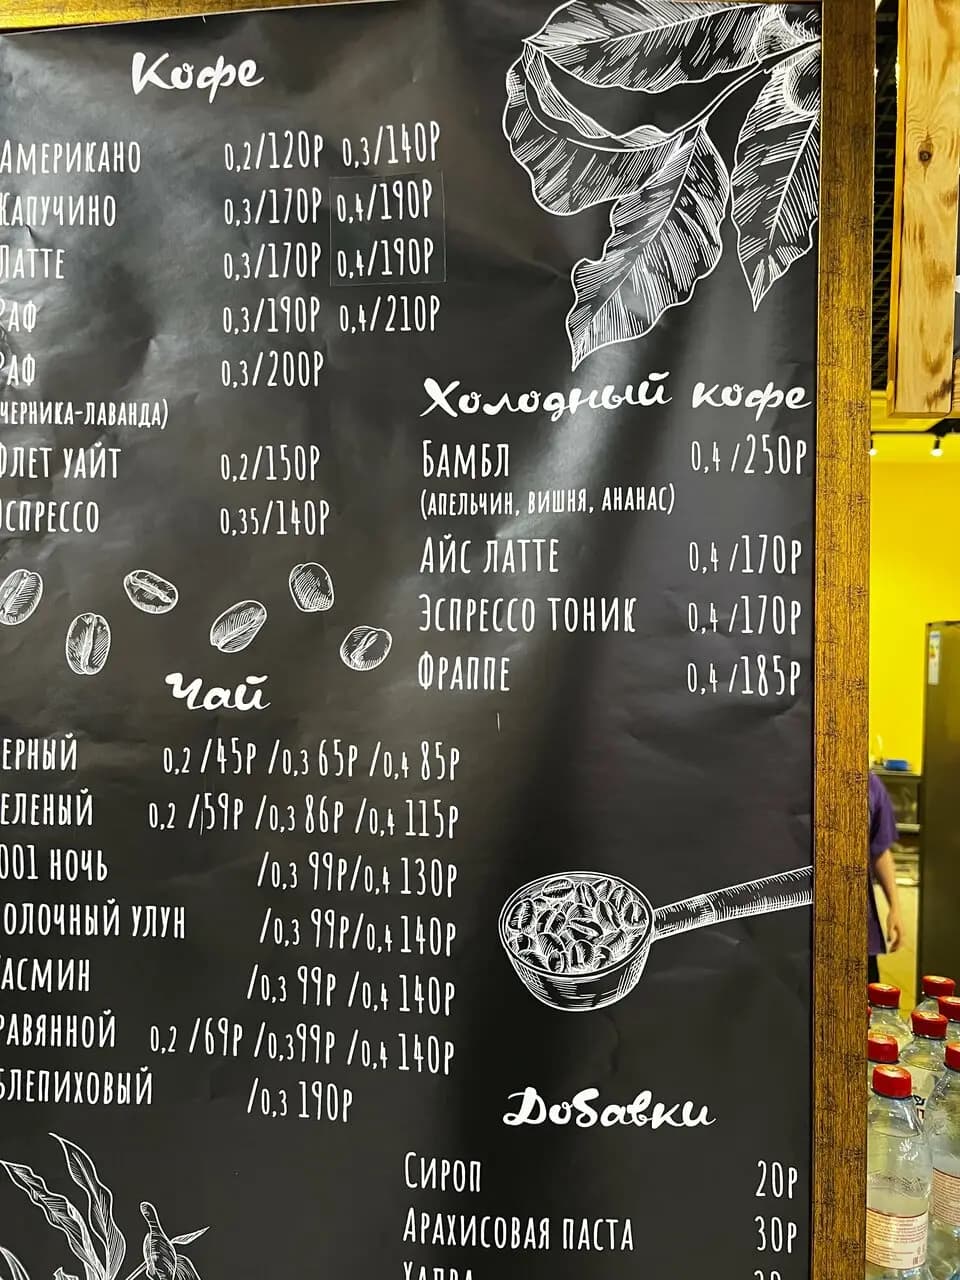 Кофе
Американо 0,2/120р 0,3/140р
Капучино 0,3/170р 0,4/190р
Латте 0,3/170р 0,4/190р
Раф 0,3/190р 0,4/210р
Раф 0,3/200р
черника-лаванда)
Флет уайт 0,2/150р
эспрессо 0,35/140р
Холодный кофе
Бамбл 0,4/250р
(апельчин, вишня, ананас)
Айс латте 0,4/170р
Эспрессо тоник 0,4/170р
Фраппе 0,4/185р
Чай
ерный 0,2 /45р /0,3 65р /0,4 85р
еленый 0,2 /59р /0,3 86р /0,4 115р
001 ночь /0,3 99р/0,4 130р
олочный улун /0,3 99р/0,4 140р
асмин /0,3 99р /0,4 140р
равянной 0,2 /69р /0,399р /0,4 140р
блепиховый /0,3 190р
Добавки
Сироп 20р
Арахисовая паста 30р